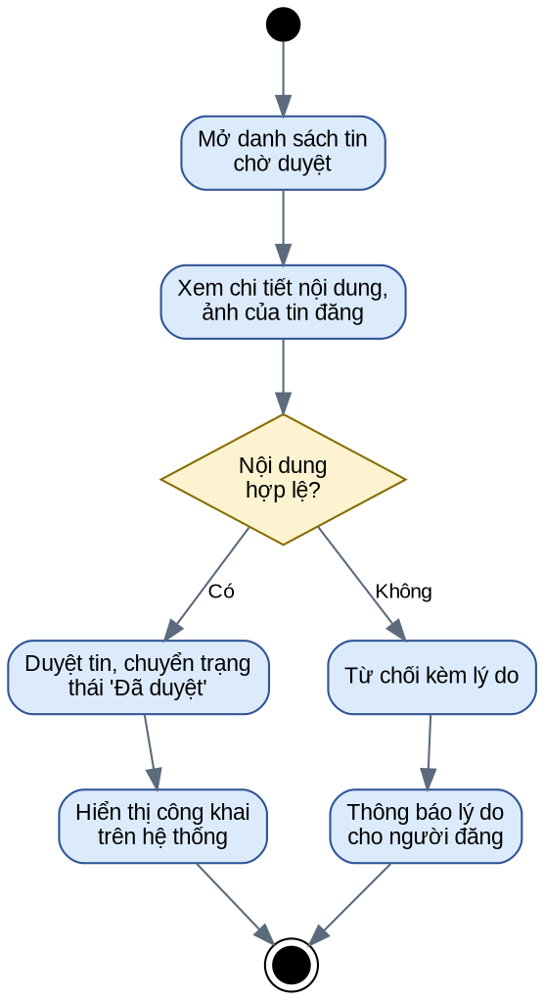 Mở danh sách tin
chờ duyệt
Xem chi tiết nội dung,
ảnh của tin đăng
Nội dung
hợp lệ?
Có
Không
Duyệt tin, chuyển trạng
thái 'Đã duyệt'
Từ chối kèm lý do
Hiển thị công khai
trên hệ thống
Thông báo lý do
cho người đăng